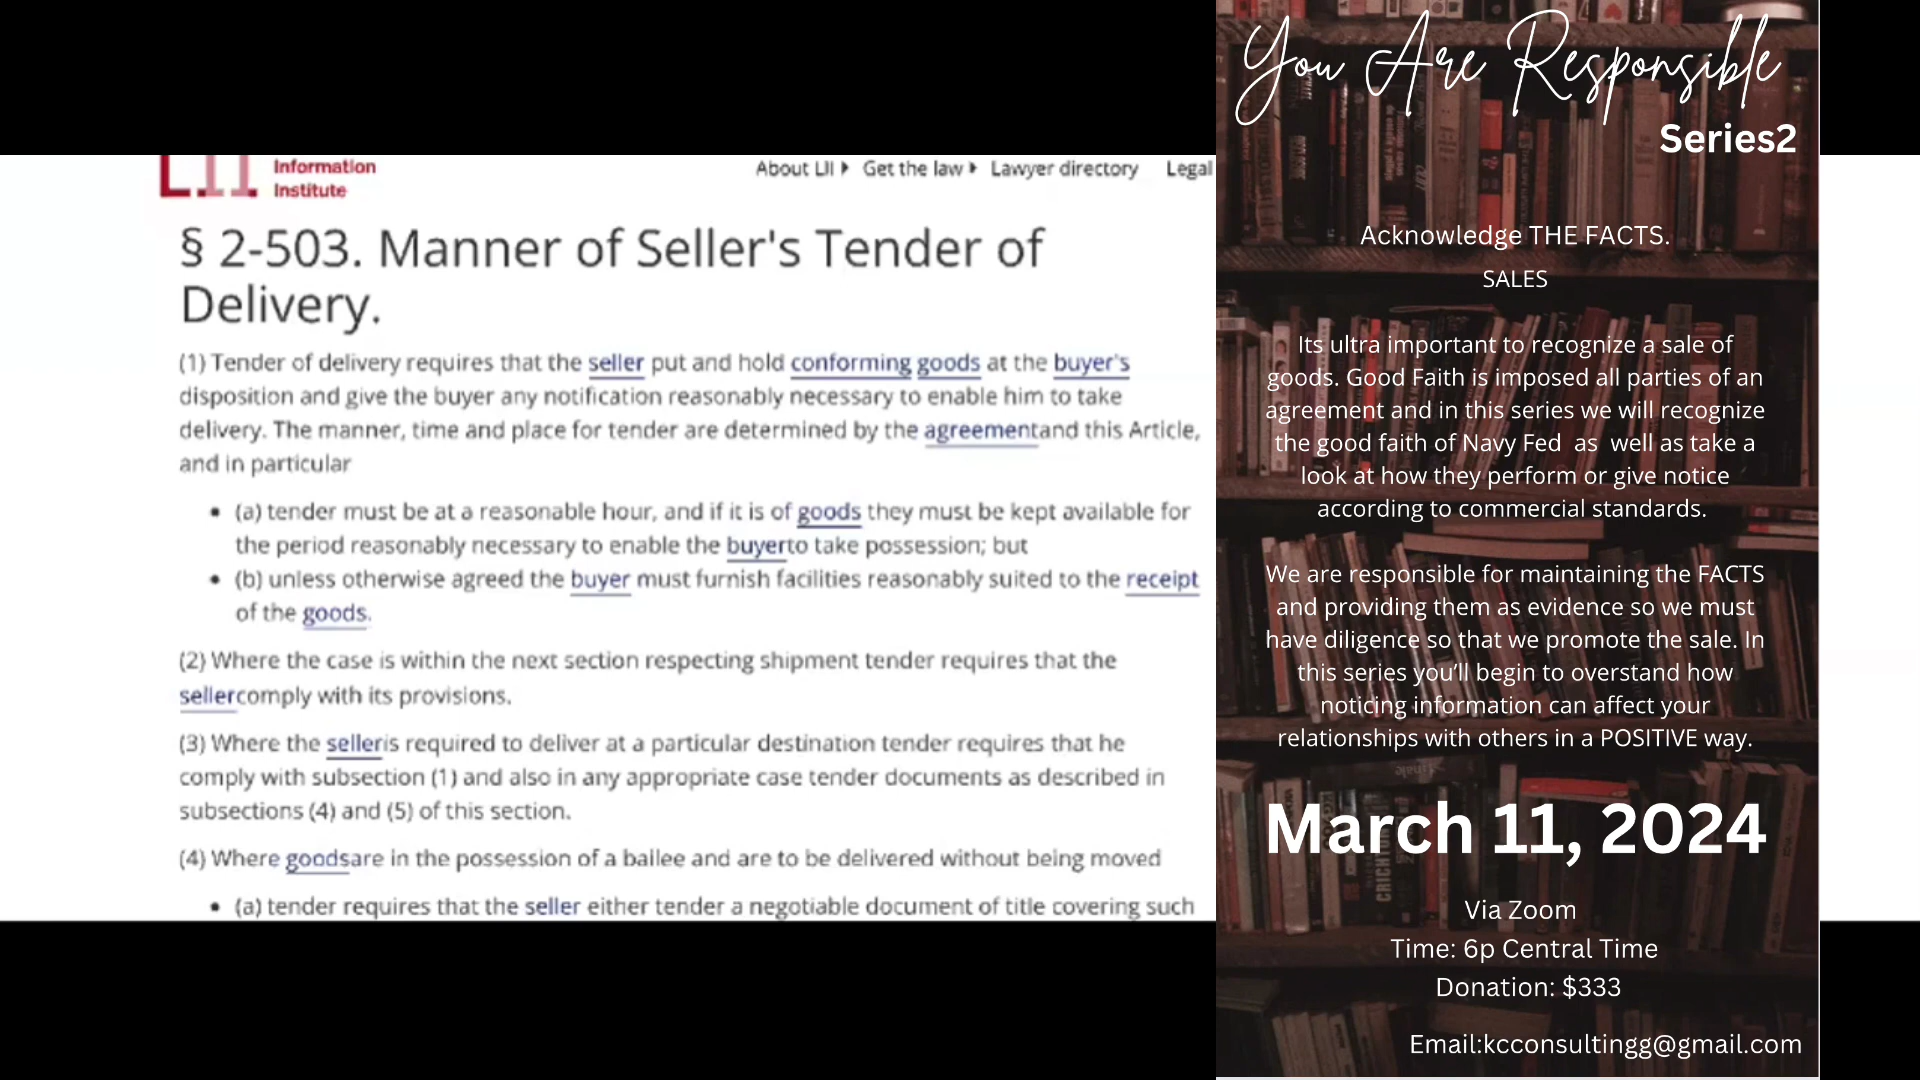 LII
Information
Institute
About LII
Get the law
Lawyer directory
Legal
§ 2-503. Manner of Seller's Tender of
Delivery.
(1) Tender of delivery requires that the seller put and hold conforming goods at the buyer's
disposition and give the buyer any notification reasonably necessary to enable him to take
delivery. The manner, time and place for tender are determined by the agreementand this Article,
and in particular
• (a) tender must be at a reasonable hour, and if it is of goods they must be kept available for
the period reasonably necessary to enable the buyerto take possession; but
• (b) unless otherwise agreed the buyer must furnish facilities reasonably suited to the receipt
of the goods.
(2) Where the case is within the next section respecting shipment tender requires that the
sellercomply with its provisions.
(3) Where the selleris required to deliver at a particular destination tender requires that he
comply with subsection (1) and also in any appropriate case tender documents as described in
subsections (4) and (5) of this section.
(4) Where goodsare in the possession of a bailee and are to be delivered without being moved
• (a) tender requires that the seller either tender a negotiable document of title covering such
You Are Responsible
Series2
Acknowledge THE FACTS.
SALES
Its ultra important to recognize a sale of
goods. Good Faith is imposed all parties of an
agreement and in this series we will recognize
the good faith of Navy Fed as well as take a
look at how they perform or give notice
according to commercial standards.
We are responsible for maintaining the FACTS
and providing them as evidence so we must
have diligence so that we promote the sale. In
this series you'll begin to overstand how
noticing information can affect your
relationships with others in a POSITIVE way.
March 11, 2024
Via Zoom
Time: 6p Central Time
Donation: $333
Email:kcconsultingg@gmail.com